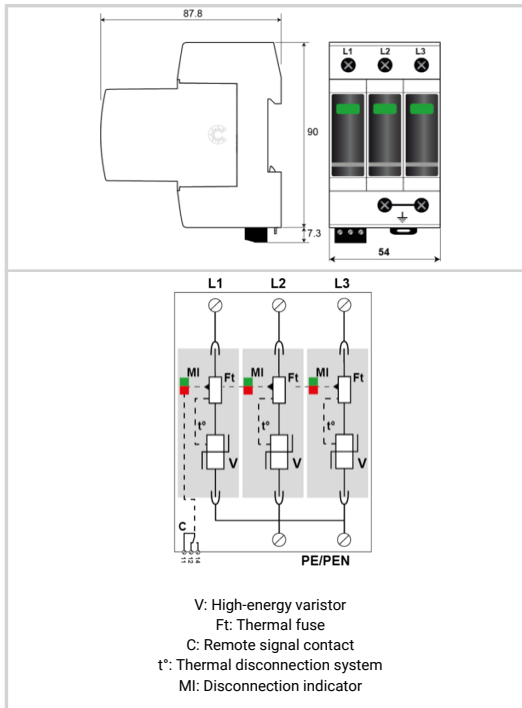 87.8
L1 L2 L3
90
7.3
54
L1 L2 L3
MI Ft MI Ft MI Ft
t° t° t°
V V V
C
11 12 14
PE/PEN
V: High-energy varistor
Ft: Thermal fuse
C: Remote signal contact
t°: Thermal disconnection system
MI: Disconnection indicator